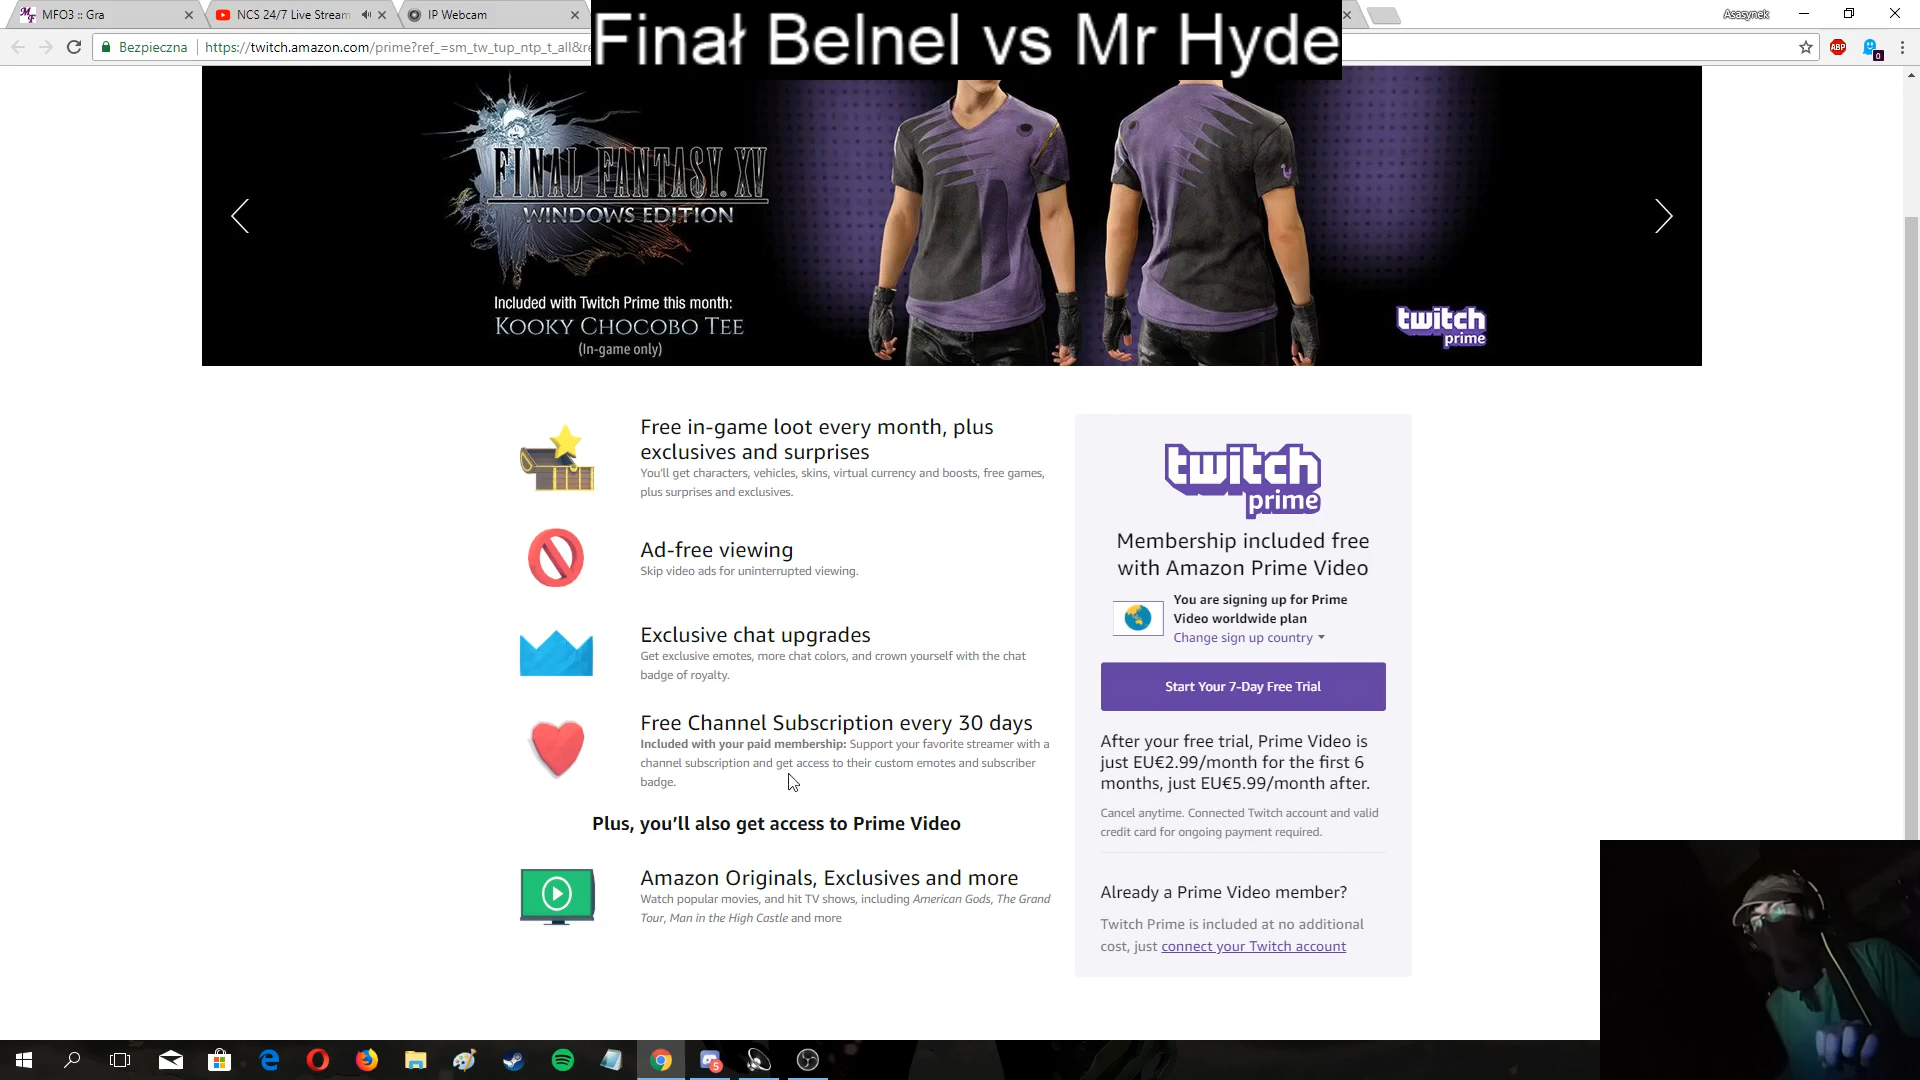 MFO3 :: Gra
NCS 24/7 Live Stream
IP Webcam
Asasynek
Bezpieczna
https://twitch.amazon.com/prime?ref_=sm_tw_tup_ntp_t_all&re
ABP
0
Finał Belnel vs Mr Hyde
FINAL FANTASY XV
WINDOWS EDITION
Included with Twitch Prime this month:
KOOKY CHOCOBO TEE
(In-game only)
twitch
prime
Free in-game loot every month, plus
exclusives and surprises
You'll get characters, vehicles, skins, virtual currency and boosts, free games,
plus surprises and exclusives.
Ad-free viewing
Skip video ads for uninterrupted viewing.
Exclusive chat upgrades
Get exclusive emotes, more chat colors, and crown yourself with the chat
badge of royalty.
Free Channel Subscription every 30 days
Included with your paid membership: Support your favorite streamer with a
channel subscription and get access to their custom emotes and subscriber
badge.
Plus, you'll also get access to Prime Video
Amazon Originals, Exclusives and more
Watch popular movies, and hit TV shows, including American Gods, The Grand
Tour, Man in the High Castle and more
twitch
prime
Membership included free
with Amazon Prime Video
You are signing up for Prime
Video worldwide plan
Change sign up country
Start Your 7-Day Free Trial
After your free trial, Prime Video is
just EU€2.99/month for the first 6
months, just EU€5.99/month after.
Cancel anytime. Connected Twitch account and valid
credit card for ongoing payment required.
Already a Prime Video member?
Twitch Prime is included at no additional
cost, just connect your Twitch account
5